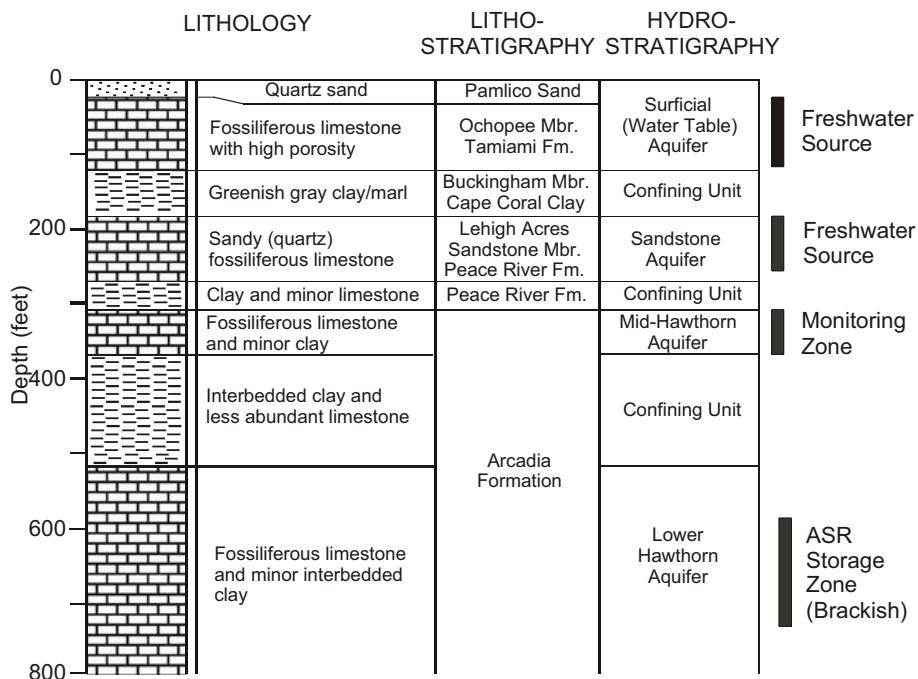 LITHOLOGY
LITHO-
STRATIGRAPHY
HYDRO-
STRATIGRAPHY
Depth (feet)
0
200
400
600
800
Quartz sand
Pamlico Sand
Fossiliferous limestone
with high porosity
Ochopee Mbr.
Tamiami Fm.
Surficial
(Water Table)
Aquifer
Freshwater
Source
Greenish gray clay/marl
Buckingham Mbr.
Cape Coral Clay
Confining Unit
Sandy (quartz)
fossiliferous limestone
Lehigh Acres
Sandstone Mbr.
Peace River Fm.
Sandstone
Aquifer
Freshwater
Source
Clay and minor limestone
Peace River Fm.
Confining Unit
Fossiliferous limestone
and minor clay
Mid-Hawthorn
Aquifer
Monitoring
Zone
Interbedded clay and
less abundant limestone
Confining Unit
Arcadia
Formation
Fossiliferous limestone
and minor interbedded
clay
Lower
Hawthorn
Aquifer
ASR
Storage
Zone
(Brackish)